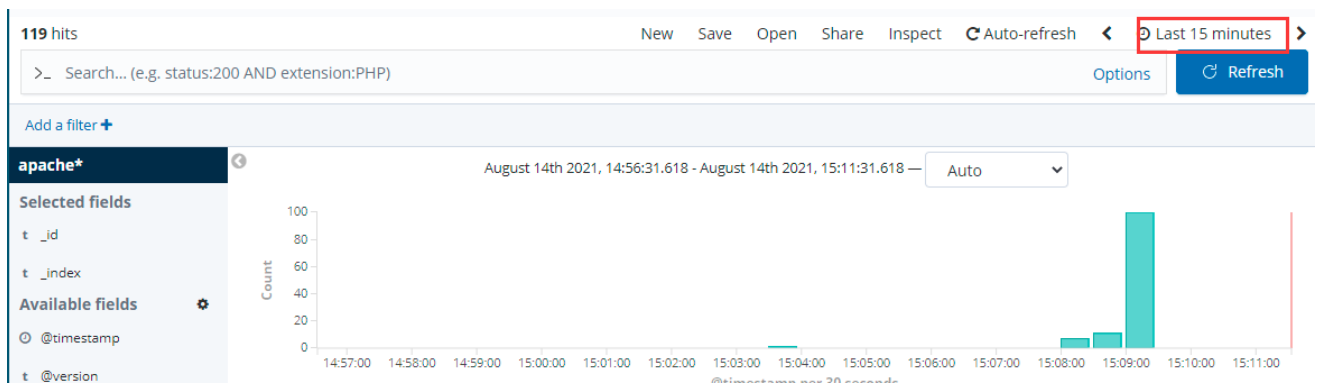 119 hits New Save Open Share Inspect Auto-refresh Last 15 minutes
>_ Search... (e.g. status:200 AND extension:PHP) Options Refresh
Add a filter +
apache*
August 14th 2021, 14:56:31.618 - August 14th 2021, 15:11:31.618 — Auto
Selected fields
t _id
t _index
Available fields
@timestamp
t @version
Count
100
80
60
40
20
0
14:57:00 14:58:00 14:59:00 15:00:00 15:01:00 15:02:00 15:03:00 15:04:00 15:05:00 15:06:00 15:07:00 15:08:00 15:09:00 15:10:00 15:11:00
@timestamp per 30 seconds